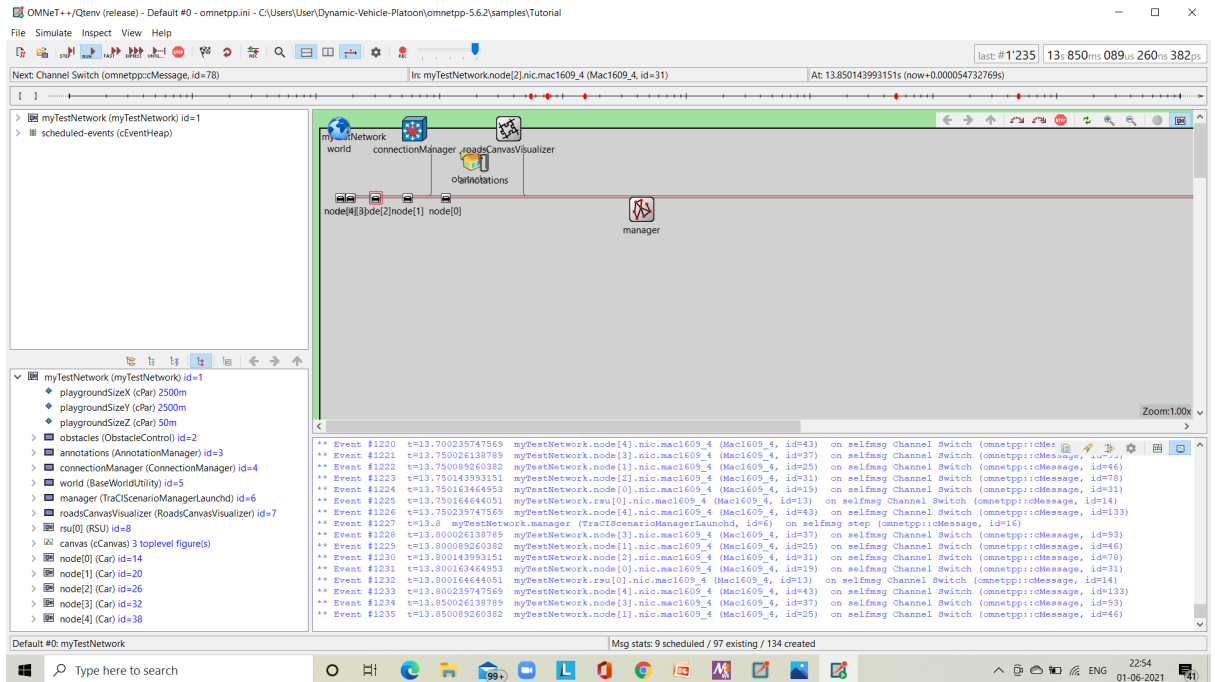 OMNeT++/Qtenv (release) - Default #0 - omnetpp.ini - C:\Users\User\Dynamic-Vehicle-Platoon\omnetpp-5.6.2\samples\Tutorial
File Simulate Inspect View Help
STEP RUN FAST EXPRESS UNTIL... STOP REC REC
last: #1'235 13s 850ms 089us 260ns 382ps
Next: Channel Switch (omnetpp::cMessage, id=78) In: myTestNetwork.node[2].nic.mac1609_4 (Mac1609_4, id=31) At: 13.850143993151s (now+0.000054732769s)
myTestNetwork (myTestNetwork) id=1
scheduled-events (cEventHeap)
myTestNetwork
world connectionManager roadsCanvasVisualizer
annotations
node[3] node[2] node[1] node[0]
manager
Zoom:1.00x
myTestNetwork (myTestNetwork) id=1
playgroundSizeX (cPar) 2500m
playgroundSizeY (cPar) 2500m
playgroundSizeZ (cPar) 50m
obstacles (ObstacleControl) id=2
annotations (AnnotationManager) id=3
connectionManager (ConnectionManager) id=4
world (BaseWorldUtility) id=5
manager (TraCIScenarioManagerLaunchd) id=6
roadsCanvasVisualizer (RoadsCanvasVisualizer) id=7
rsu[0] (RSU) id=8
canvas (cCanvas) 3 toplevel figure(s)
node[0] (Car) id=14
node[1] (Car) id=20
node[2] (Car) id=26
node[3] (Car) id=32
node[4] (Car) id=38
** Event #1220 t=13.700239747569 myTestNetwork.node[4].nic.mac1609_4 (Mac1609_4, id=43) on selfmsg Channel Switch (omnetpp::cMes
** Event #1221 t=13.750026138789 myTestNetwork.node[3].nic.mac1609_4 (Mac1609_4, id=37) on selfmsg Channel Switch (omnetpp::cMessage, id=93)
** Event #1222 t=13.750089260382 myTestNetwork.node[1].nic.mac1609_4 (Mac1609_4, id=25) on selfmsg Channel Switch (omnetpp::cMessage, id=46)
** Event #1223 t=13.750143993151 myTestNetwork.node[2].nic.mac1609_4 (Mac1609_4, id=31) on selfmsg Channel Switch (omnetpp::cMessage, id=78)
** Event #1224 t=13.750163464953 myTestNetwork.node[0].nic.mac1609_4 (Mac1609_4, id=19) on selfmsg Channel Switch (omnetpp::cMessage, id=31)
** Event #1225 t=13.750164644051 myTestNetwork.rsu[0].nic.mac1609_4 (Mac1609_4, id=13) on selfmsg Channel Switch (omnetpp::cMessage, id=14)
** Event #1226 t=13.750239747569 myTestNetwork.node[4].nic.mac1609_4 (Mac1609_4, id=43) on selfmsg Channel Switch (omnetpp::cMessage, id=133)
** Event #1227 t=13.8 myTestNetwork.manager (TraCIScenarioManagerLaunchd, id=6) on selfmsg step (omnetpp::cMessage, id=16)
** Event #1228 t=13.800026138789 myTestNetwork.node[3].nic.mac1609_4 (Mac1609_4, id=37) on selfmsg Channel Switch (omnetpp::cMessage, id=93)
** Event #1229 t=13.800089260382 myTestNetwork.node[1].nic.mac1609_4 (Mac1609_4, id=25) on selfmsg Channel Switch (omnetpp::cMessage, id=46)
** Event #1230 t=13.800143993151 myTestNetwork.node[2].nic.mac1609_4 (Mac1609_4, id=31) on selfmsg Channel Switch (omnetpp::cMessage, id=78)
** Event #1231 t=13.800163464953 myTestNetwork.node[0].nic.mac1609_4 (Mac1609_4, id=19) on selfmsg Channel Switch (omnetpp::cMessage, id=31)
** Event #1232 t=13.800164644051 myTestNetwork.rsu[0].nic.mac1609_4 (Mac1609_4, id=13) on selfmsg Channel Switch (omnetpp::cMessage, id=14)
** Event #1233 t=13.800239747569 myTestNetwork.node[4].nic.mac1609_4 (Mac1609_4, id=43) on selfmsg Channel Switch (omnetpp::cMessage, id=133)
** Event #1234 t=13.850026138789 myTestNetwork.node[3].nic.mac1609_4 (Mac1609_4, id=37) on selfmsg Channel Switch (omnetpp::cMessage, id=93)
** Event #1235 t=13.850089260382 myTestNetwork.node[1].nic.mac1609_4 (Mac1609_4, id=25) on selfmsg Channel Switch (omnetpp::cMessage, id=46)
Default #0: myTestNetwork Msg stats: 9 scheduled / 97 existing / 134 created
Type here to search 99+ L ENG 22:54
01-06-2021 41